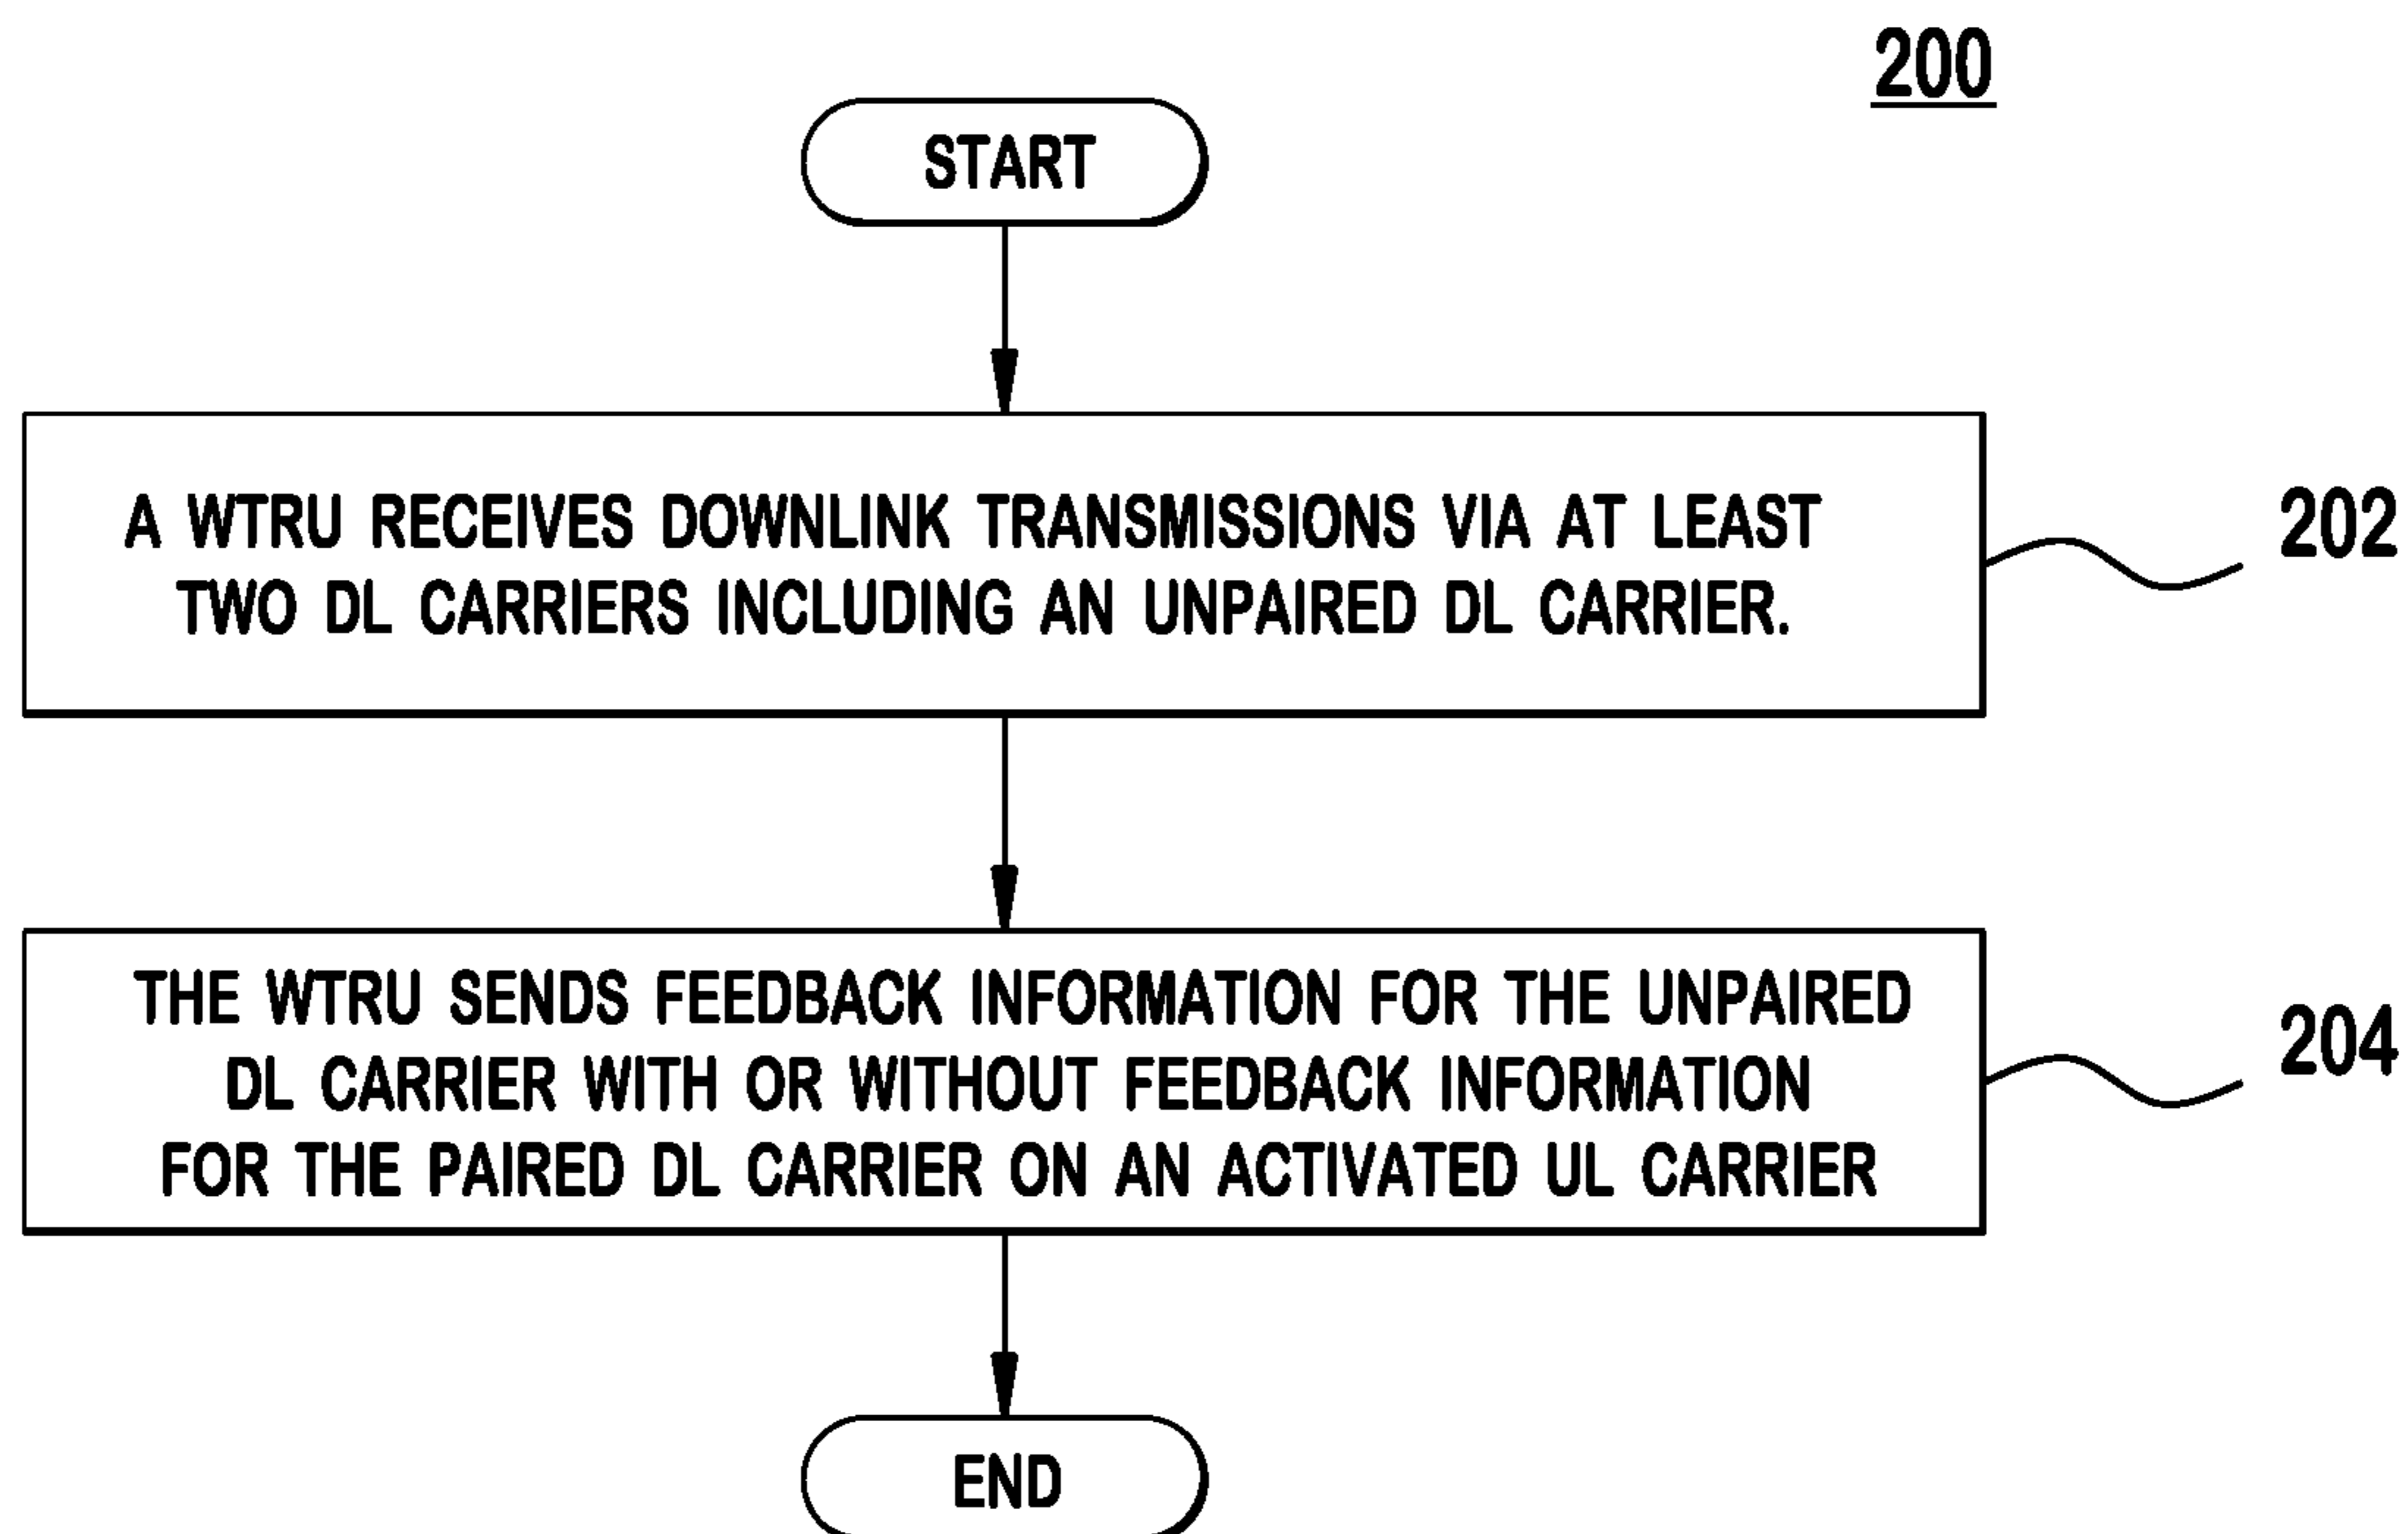 200
START
A WTRU RECEIVES DOWNLINK TRANSMISSIONS VIA AT LEAST
TWO DL CARRIERS INCLUDING AN UNPAIRED DL CARRIER.
202
THE WTRU SENDS FEEDBACK INFORMATION FOR THE UNPAIRED
DL CARRIER WITH OR WITHOUT FEEDBACK INFORMATION
FOR THE PAIRED DL CARRIER ON AN ACTIVATED UL CARRIER
204
END